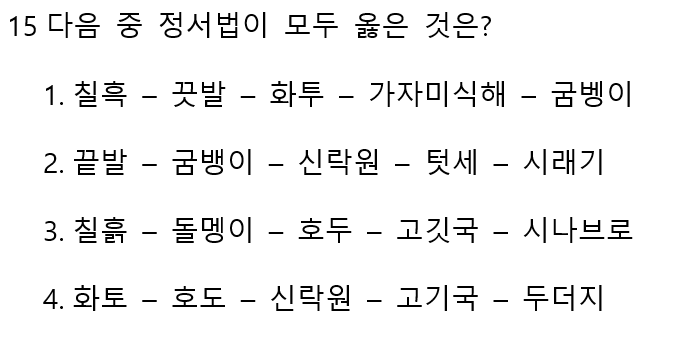 15 다음 중 정서법이 모두 옳은 것은?
1. 칠흑 – 끗발 – 화투 – 가자미식해 – 굼벵이
2. 끝발 – 굼뱅이 – 신락원 – 텃세 – 시래기
3. 칠흙 – 돌멩이 – 호두 – 고깃국 – 시나브로
4. 화토 – 호도 – 신락원 – 고기국 – 두더지